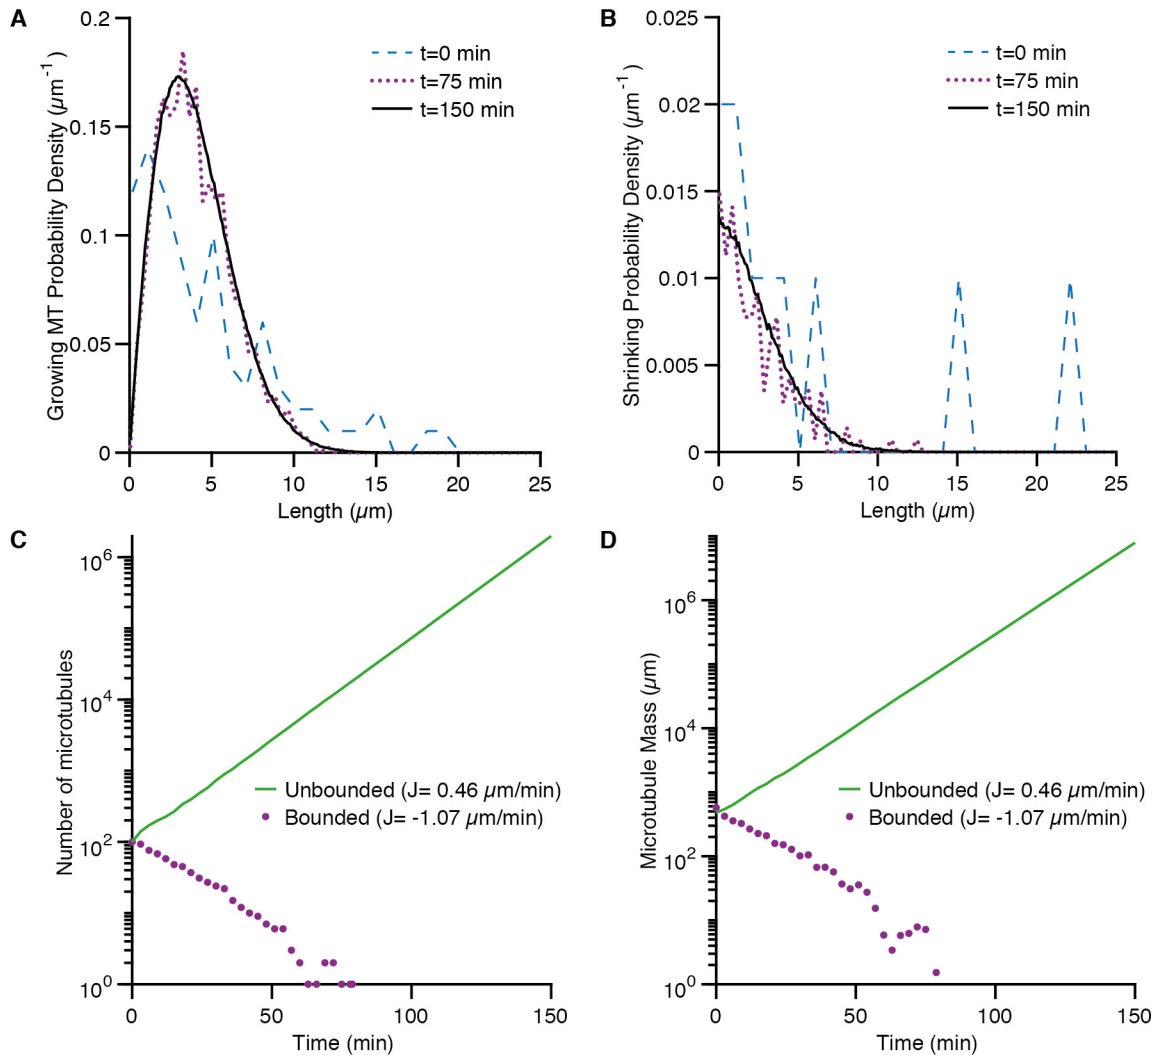 A
Growing MT Probability Density (µm⁻¹ )
0.2
0.15
0.1
0.05
0
0 5 10 15 20 25
Length (µm)
t=0 min
t=75 min
t=150 min
B
Shrinking Probability Density (µm⁻¹ )
0.025
0.02
0.015
0.01
0.005
0
0 5 10 15 20 25
Length (µm)
t=0 min
t=75 min
t=150 min
C
Number of microtubules
10⁶
10⁴
10²
10⁰
0 50 100 150
Time (min)
Unbounded (J= 0.46 µm/min)
Bounded (J= -1.07 µm/min)
D
Microtubule Mass (µm)
10⁶
10⁴
10²
10⁰
0 50 100 150
Time (min)
Unbounded (J= 0.46 µm/min)
Bounded (J= -1.07 µm/min)